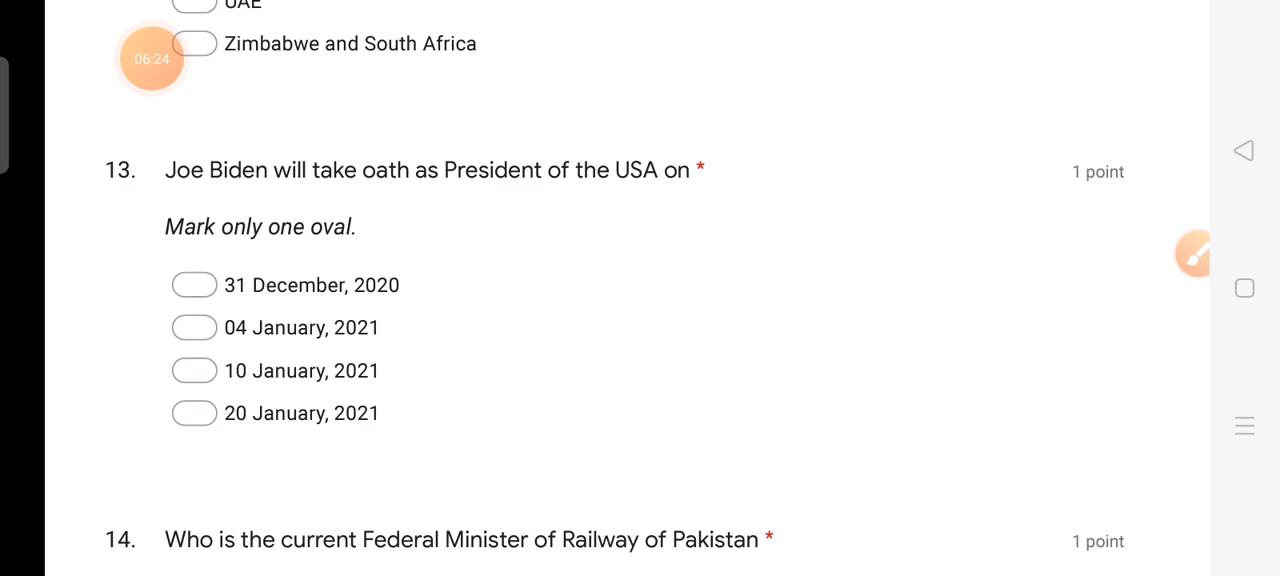 UAE
Zimbabwe and South Africa
06:24
13. Joe Biden will take oath as President of the USA on *
1 point
Mark only one oval.
31 December, 2020
04 January, 2021
10 January, 2021
20 January, 2021
14. Who is the current Federal Minister of Railway of Pakistan *
1 point